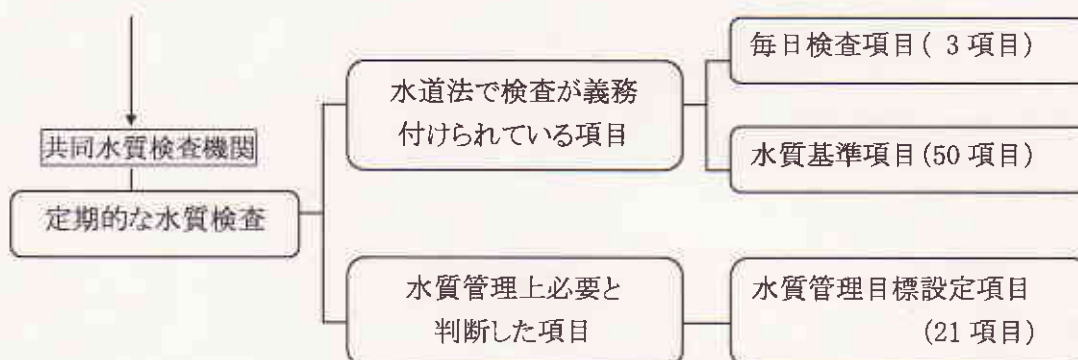 共同水質検査機関
定期的な水質検査
水道法で検査が義務
付けられている項目
毎日検査項目( 3 項目)
水質基準項目(50 項目)
水質管理上必要と
判断した項目
水質管理目標設定項目
(21 項目)